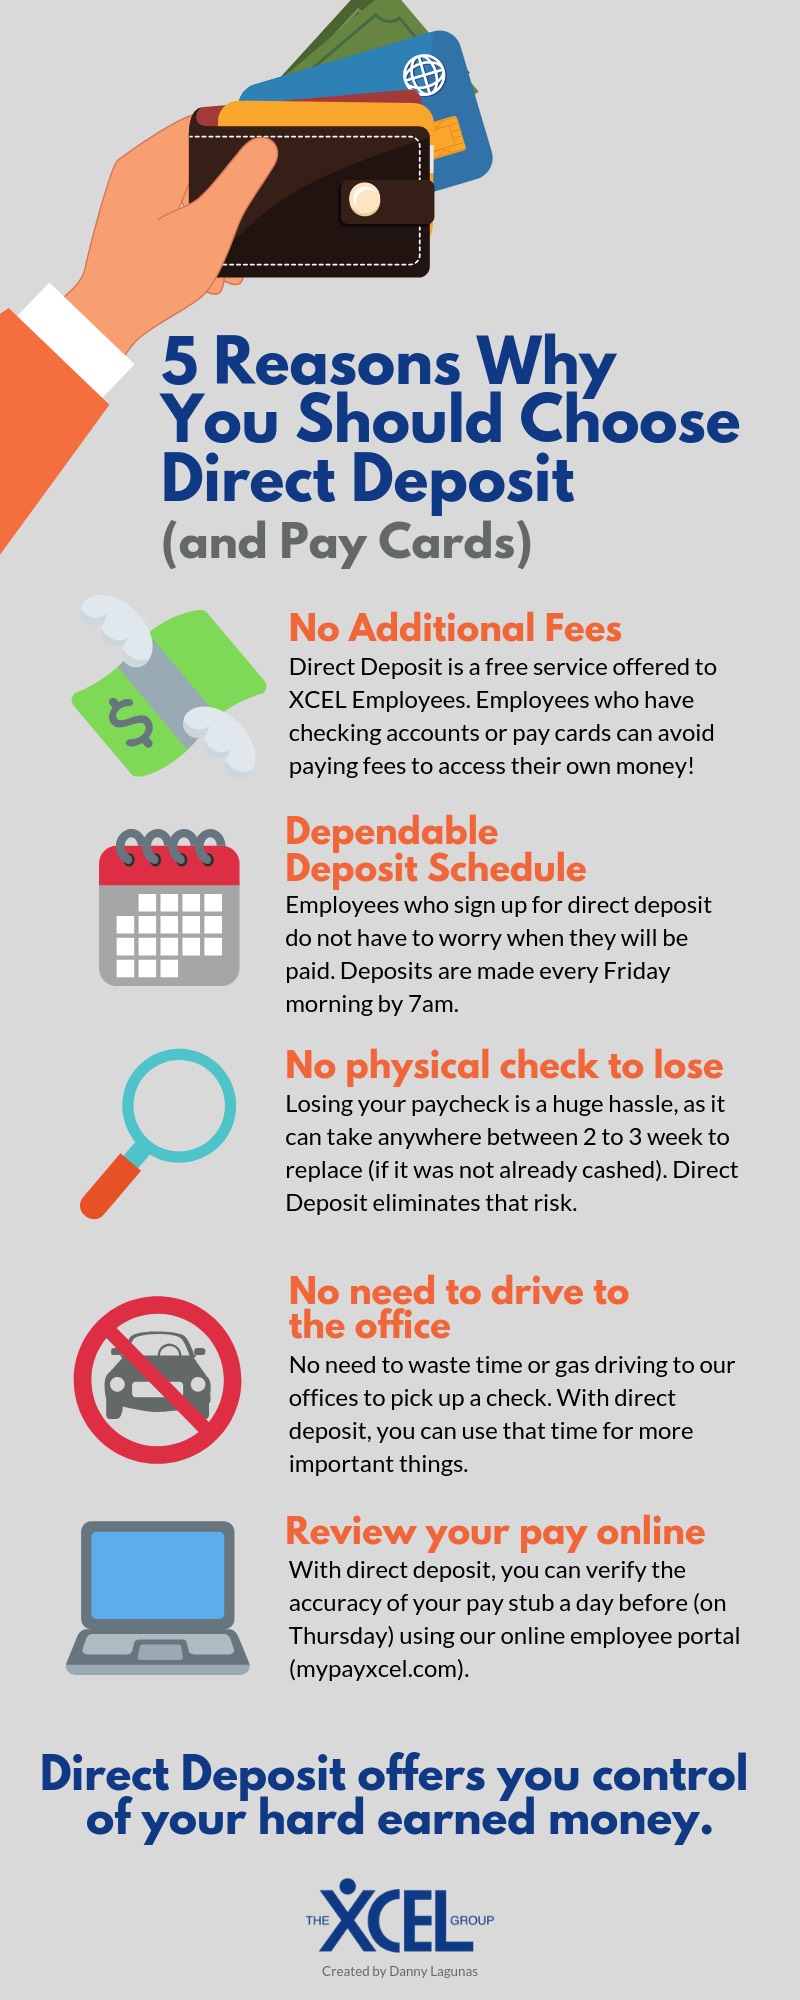 5 Reasons Why
You Should Choose
Direct Deposit
(and Pay Cards)
No Additional Fees
Direct Deposit is a free service offered to
XCEL Employees. Employees who have
checking accounts or pay cards can avoid
paying fees to access their own money!
Dependable
Deposit Schedule
Employees who sign up for direct deposit
do not have to worry when they will be
paid. Deposits are made every Friday
morning by 7am.
No physical check to lose
Losing your paycheck is a huge hassle, as it
can take anywhere between 2 to 3 week to
replace (if it was not already cashed). Direct
Deposit eliminates that risk.
No need to drive to
the office
No need to waste time or gas driving to our
offices to pick up a check. With direct
deposit, you can use that time for more
important things.
Review your pay online
With direct deposit, you can verify the
accuracy of your pay stub a day before (on
Thursday) using our online employee portal
(mypayxcel.com).
Direct Deposit offers you control
of your hard earned money.
THE XCEL GROUP
Created by Danny Lagunas